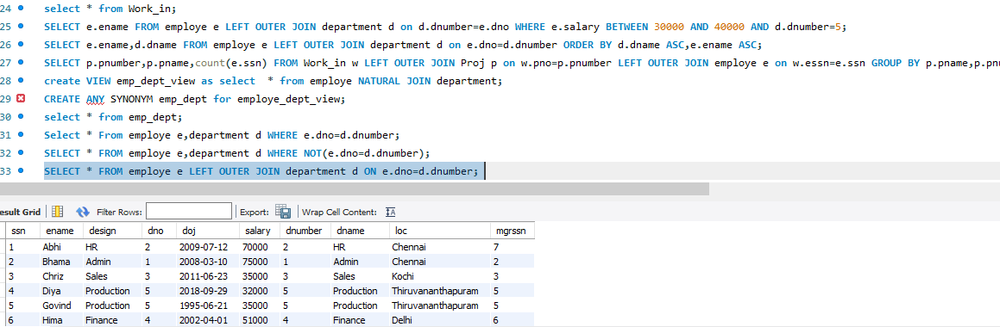 24 select * from Work_in;
25 SELECT e.ename FROM employe e LEFT OUTER JOIN department d on d.dnumber=e.dno WHERE e.salary BETWEEN 30000 AND 40000 AND d.dnumber=5;
26 SELECT e.ename,d.dname FROM employe e LEFT OUTER JOIN department d on e.dno=d.dnumber ORDER BY d.dname ASC,e.ename ASC;
27 SELECT p.pnumber,p.pname,count(e.ssn) FROM Work_in w LEFT OUTER JOIN Proj p on w.pno=p.pnumber LEFT OUTER JOIN employe e on w.essn=e.ssn GROUP BY p.pname,p.pnu
28 create VIEW emp_dept_view as select  * from employe NATURAL JOIN department;
29 CREATE ANY SYNONYM emp_dept for employe_dept_view;
30 select * from emp_dept;
31 Select * From employe e,department d WHERE e.dno=d.dnumber;
32 SELECT * FROM employe e,department d WHERE NOT(e.dno=d.dnumber);
33 SELECT * FROM employe e LEFT OUTER JOIN department d ON e.dno=d.dnumber;
esult Grid Filter Rows: Export: Wrap Cell Content: IA
ssn ename design dno doj salary dnumber dname loc mgrssn
1 Abhi HR 2 2009-07-12 70000 2 HR Chennai 7
2 Bhama Admin 1 2008-03-10 75000 1 Admin Chennai 2
3 Chriz Sales 3 2011-06-23 35000 3 Sales Kochi 3
4 Diya Production 5 2018-09-29 32000 5 Production Thiruvananthapuram 5
5 Govind Production 5 1995-06-21 35000 5 Production Thiruvananthapuram 5
6 Hima Finance 4 2002-04-01 51000 4 Finance Delhi 6